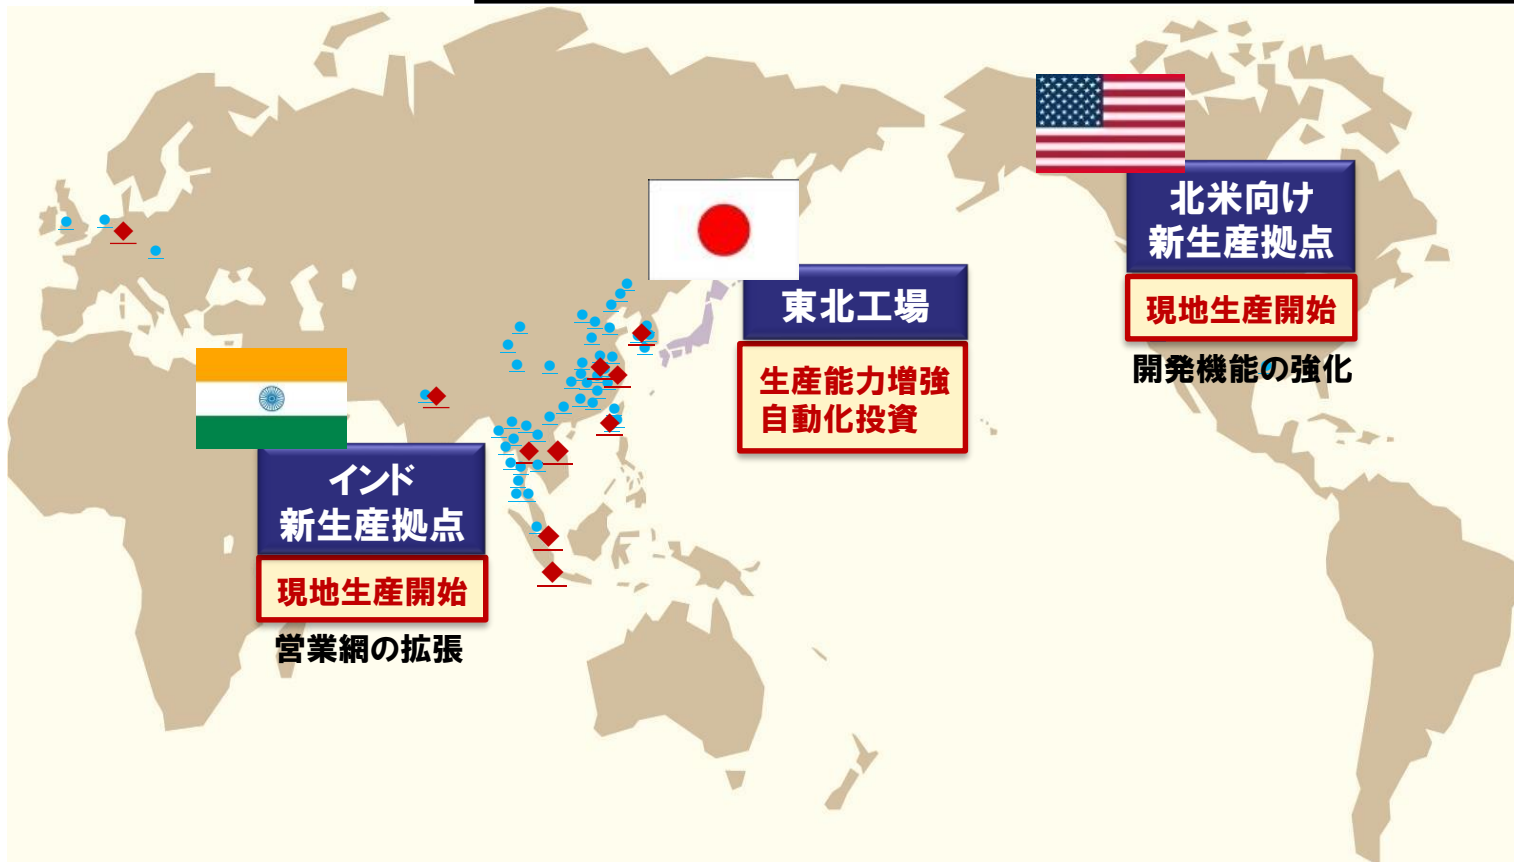 北米向け
新生産拠点
現地生産開始
開発機能の強化
東北工場
生産能力増強
自動化投資
インド
新生産拠点
現地生産開始
営業網の拡張